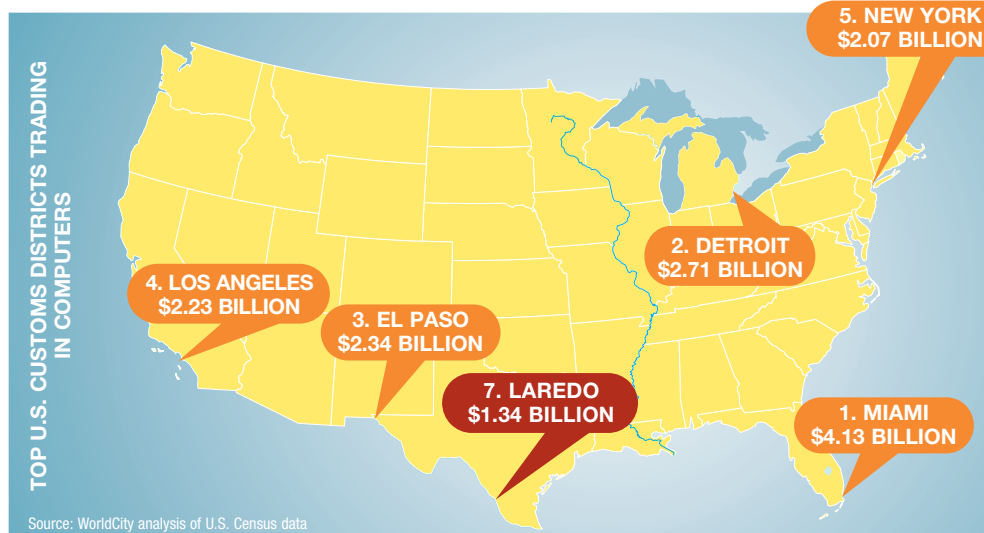 TOP U.S. CUSTOMS DISTRICTS TRADING
IN COMPUTERS
5. NEW YORK
$2.07 BILLION
2. DETROIT
$2.71 BILLION
4. LOS ANGELES
$2.23 BILLION
3. EL PASO
$2.34 BILLION
7. LAREDO
$1.34 BILLION
1. MIAMI
$4.13 BILLION
Source: WorldCity analysis of U.S. Census data